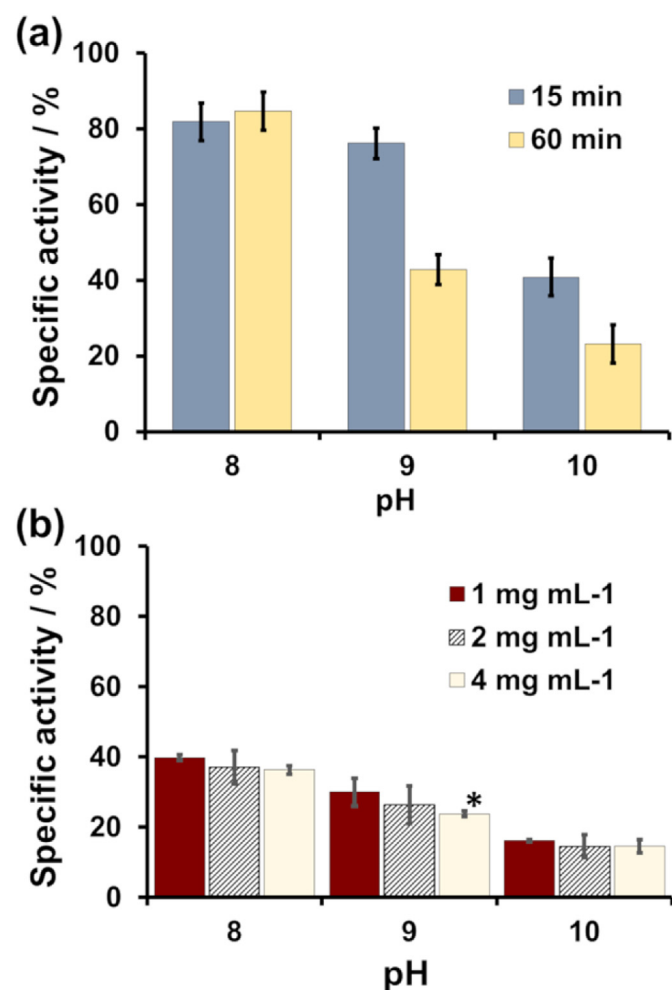 (a)
Specific activity / %
100
80
60
40
20
0
15 min
60 min
8 9 10
pH
(b)
Specific activity / %
100
80
60
40
20
0
1 mg mL-1
2 mg mL-1
4 mg mL-1
*
8 9 10
pH